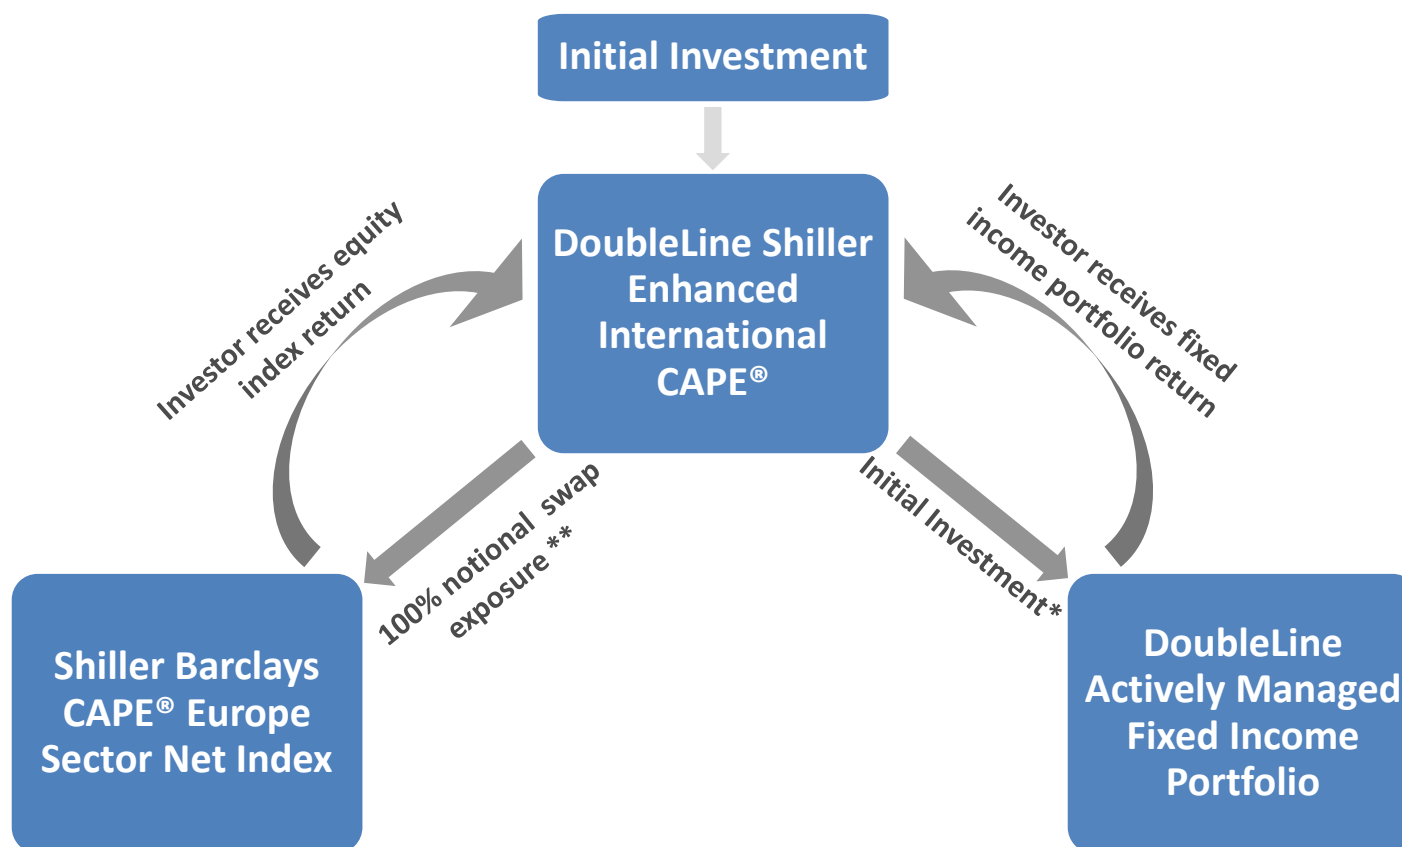 Initial Investment
DoubleLine Shiller
Enhanced
International
CAPE®
Investor receives equity
index return
Investor receives fixed
income portfolio return
100% notional swap
exposure **
Initial Investment*
Shiller Barclays
CAPE® Europe
Sector Net Index
DoubleLine
Actively Managed
Fixed Income
Portfolio